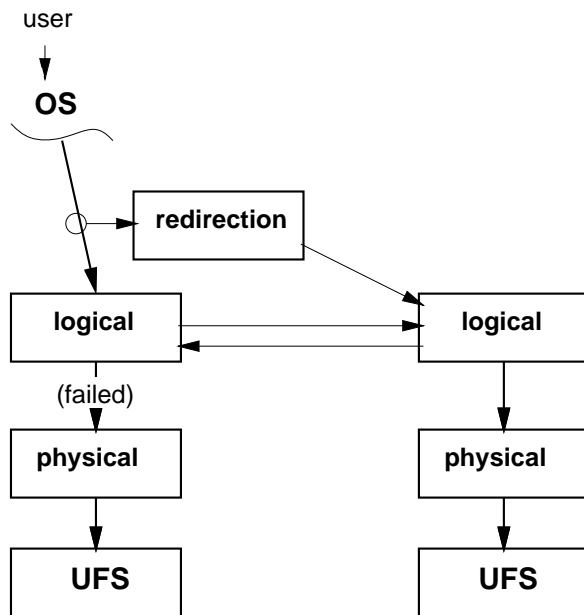 user
OS
redirection
logical
logical
(failed)
physical
physical
UFS
UFS